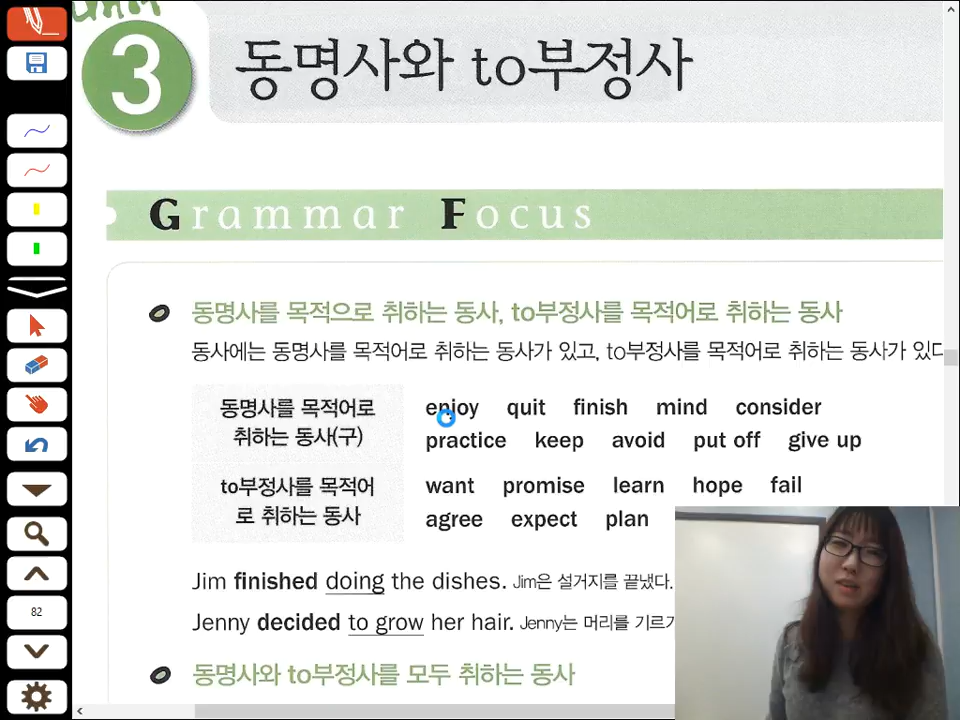 3
동명사와 to부정사
Grammar Focus
동명사를 목적으로 취하는 동사, to부정사를 목적어로 취하는 동사
동사에는 동명사를 목적어로 취하는 동사가 있고, to부정사를 목적어로 취하는 동사가
동명사를 목적어로
취하는 동사(구)
enjoy quit finish mind consider
practice keep avoid put off give up
to부정사를 목적어
로 취하는 동사
want promise learn hope fail
agree expect plan
Jim finished doing the dishes. Jim은 설거지를 끝냈다.
Jenny decided to grow her hair. Jenny는 머리를
동명사와 to부정사를 모두 취하는 동사
82